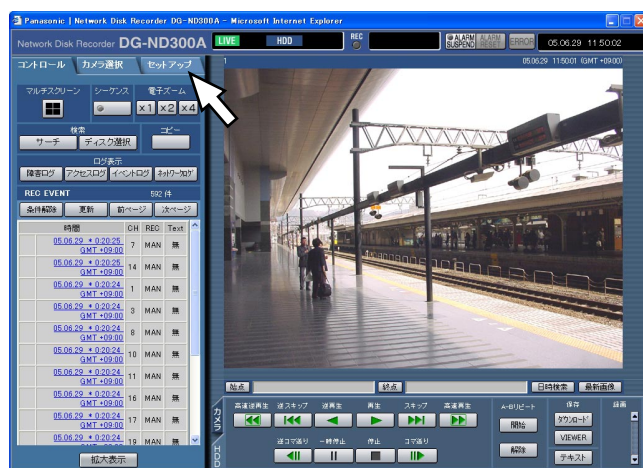 Panasonic | Network Disk Recorder DG-ND300A - Microsoft Internet Explorer
Network Disk Recorder DG-ND300A
LIVE HDD REC ALARM SUSPEND ALARM RESET ERROR 05.06.29 11:50:02
コントロール カメラ選択 セットアップ
1 05.06.29 11:50:01 (GMT +09:00)
マルチスクリーン シーケンス 電子ズーム
x1 x2 x4
検索 コピー
サーチ ディスク選択
ログ表示
障害ログ アクセスログ イベントログ ネットワークログ
REC EVENT 592 件
条件解除 更新 前ページ 次ページ
時間 CH REC Text
05.06.29 * 0:20:25 GMT +09:00 7 MAN 無
05.06.29 * 0:20:25 GMT +09:00 14 MAN 無
05.06.29 * 0:20:24 GMT +09:00 1 MAN 無
05.06.29 * 0:20:24 GMT +09:00 3 MAN 無
05.06.29 * 0:20:24 GMT +09:00 8 MAN 無
05.06.29 * 0:20:24 GMT +09:00 10 MAN 無
05.06.29 * 0:20:24 GMT +09:00 11 MAN 無
05.06.29 * 0:20:24 GMT +09:00 16 MAN 無
05.06.29 * 0:20:24 GMT +09:00 17 MAN 無
05.06.29 * 0:20:24 19 MAN 無
拡大表示
始点 終点 日時検索 最新画像
カメラ
HDD
高速逆再生 逆スキップ 逆再生 再生 スキップ 高速再生
A-Bリピート 保存 録画
開始 ダウンロード
逆コマ送り 一時停止 停止 コマ送り
VIEWER
解除 テキスト